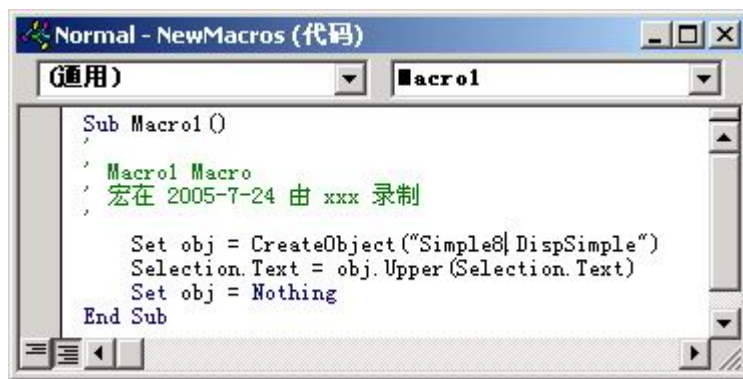 Normal - NewMacros (代码)
(通用) Macro1
Sub Macro1()
'
' Macro1 Macro
' 宏在 2005-7-24 由 xxx 录制
'
Set obj = CreateObject("Simple8.DispSimple")
Selection.Text = obj.Upper(Selection.Text)
Set obj = Nothing
End Sub